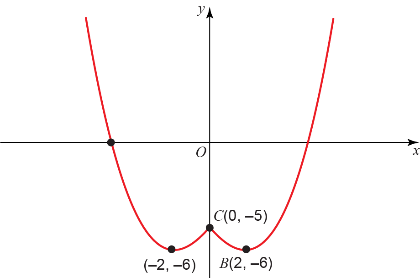 y
x
O
C(0, –5)
(–2, –6)
B(2, –6)